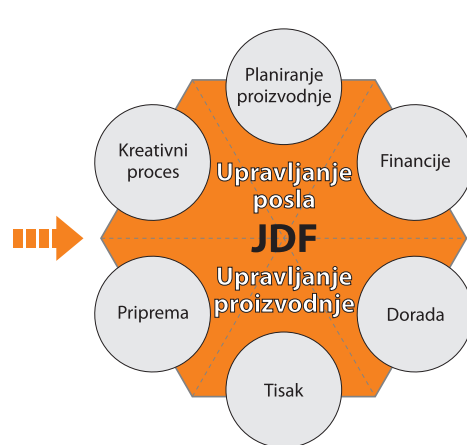 Planiranje
proizvodnje
Kreativni
proces
Financije
Upravljanje
posla
JDF
Upravljanje
proizvodnje
Priprema
Dorada
Tisak